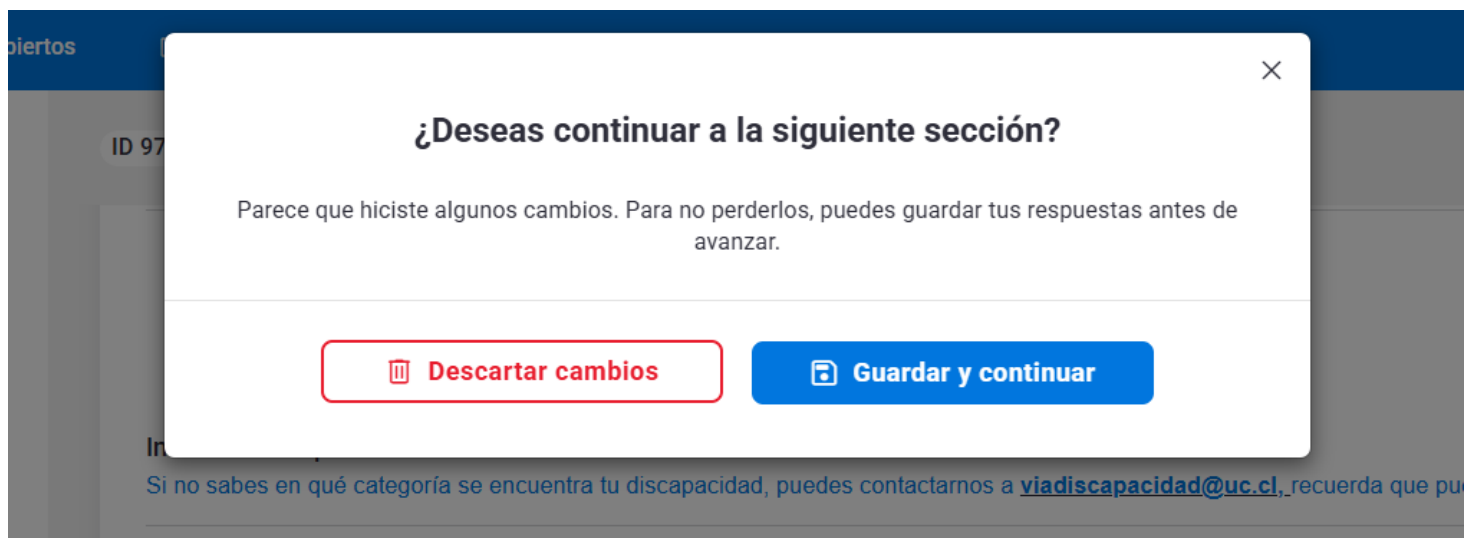 ¿Deseas continuar a la siguiente sección?
ID 97
Parece que hiciste algunos cambios. Para no perderlos, puedes guardar tus respuestas antes de
avanzar.
Descartar cambios
Guardar y continuar
Si no sabes en qué categoría se encuentra tu discapacidad, puedes contactarnos a viadiscapacidad@uc.cl, recuerda que